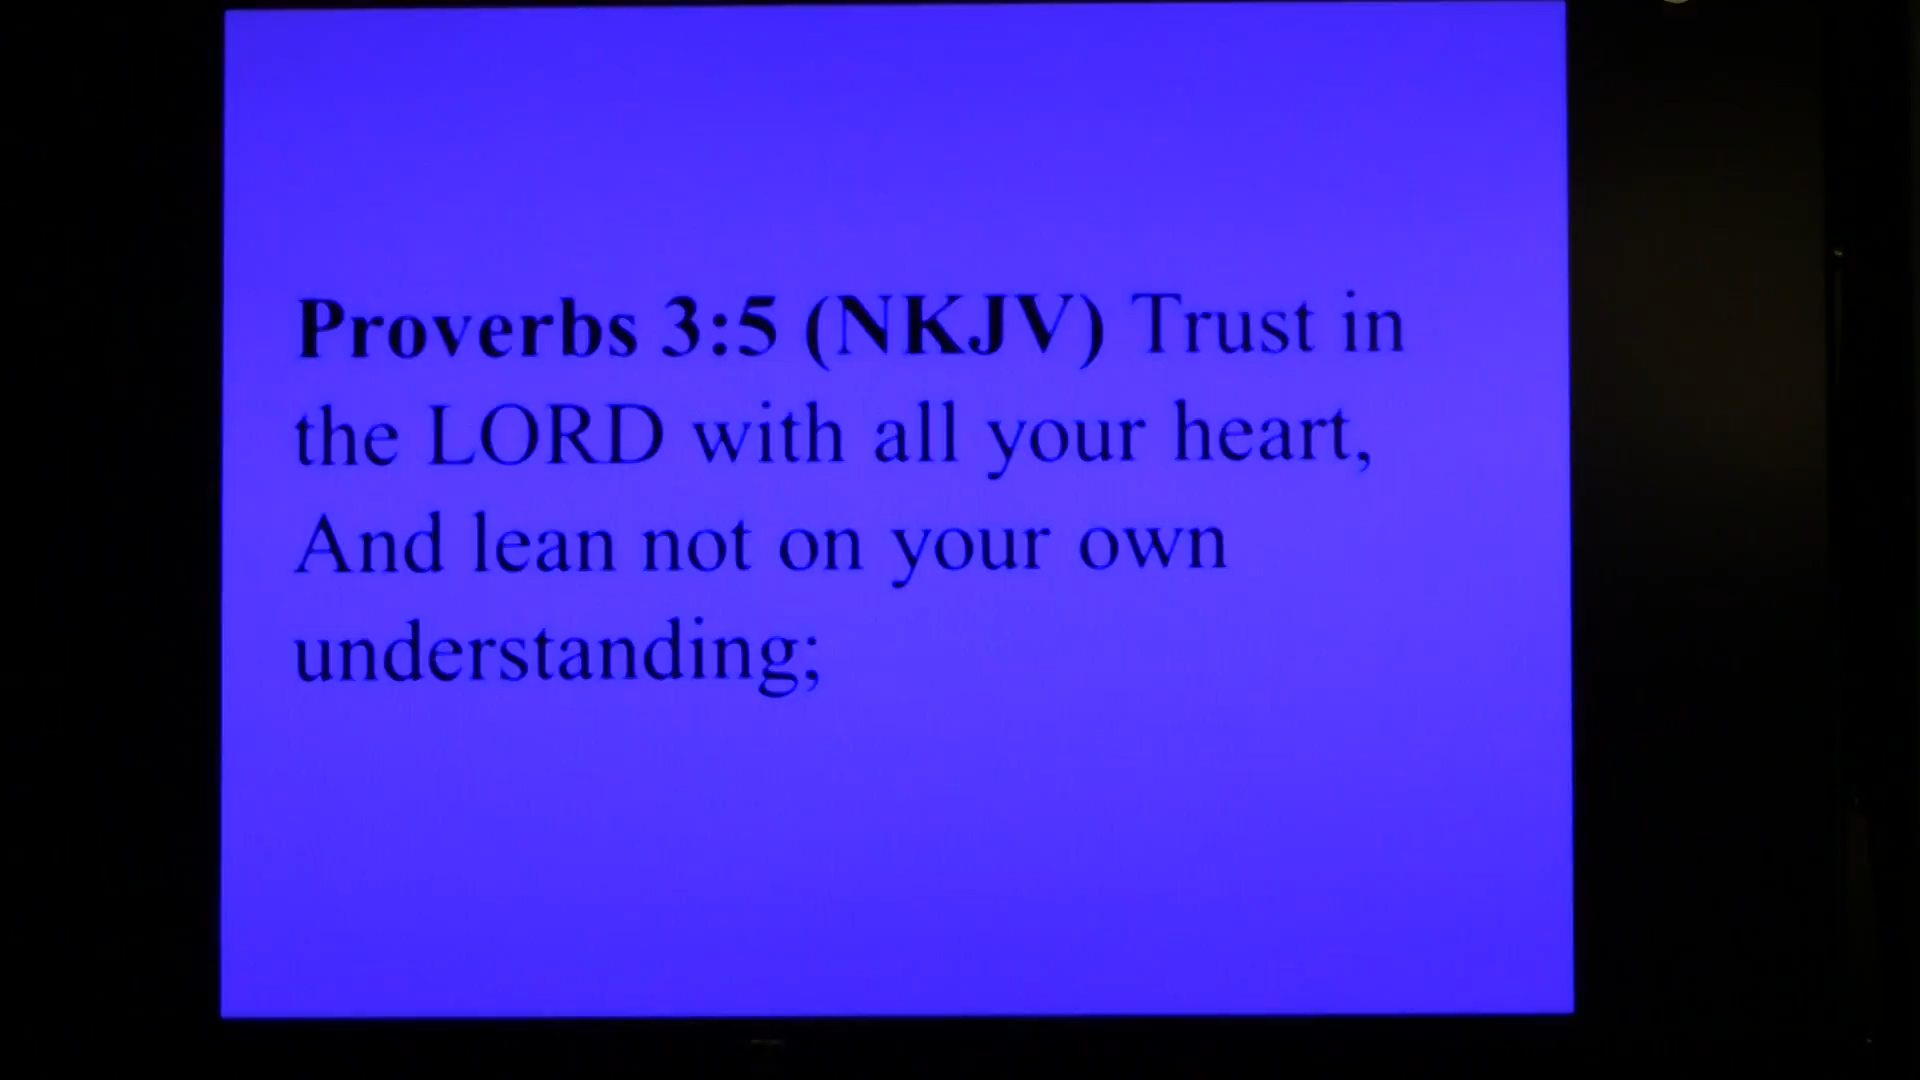 Proverbs 3:5 (NKJV) Trust in
the LORD with all your heart,
And lean not on your own
understanding;